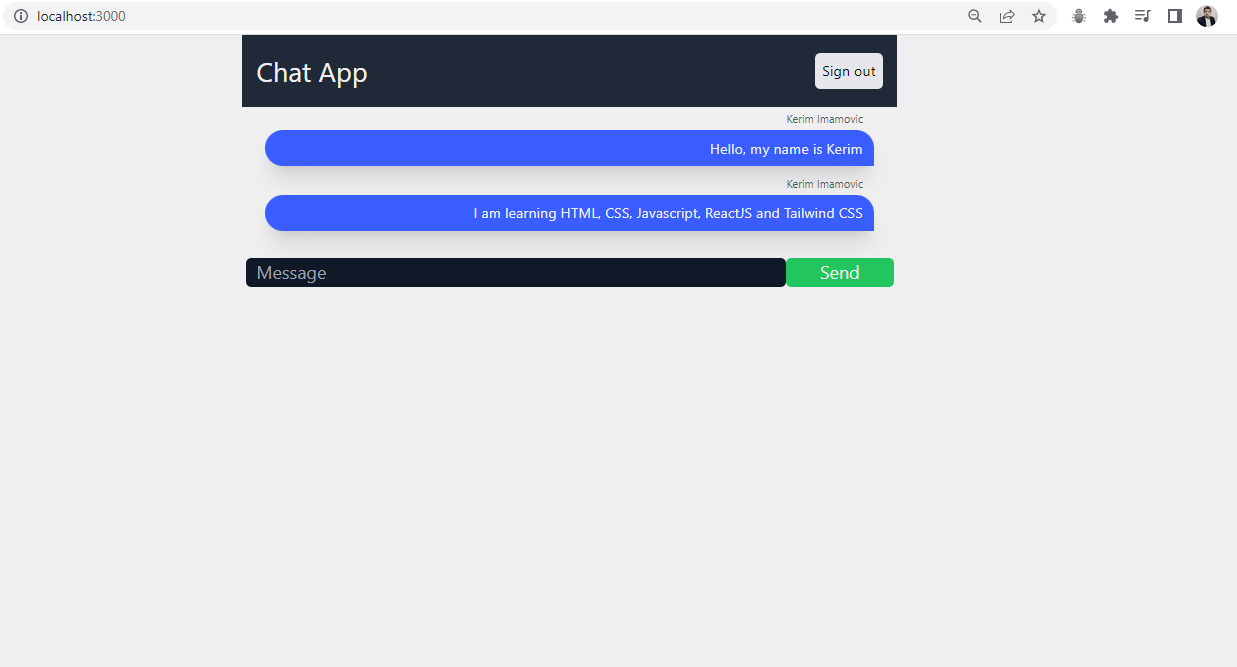 localhost:3000
Chat App
Sign out
Kerim Imamovic
Hello, my name is Kerim
Kerim Imamovic
I am learning HTML, CSS, Javascript, ReactJS and Tailwind CSS
Message
Send